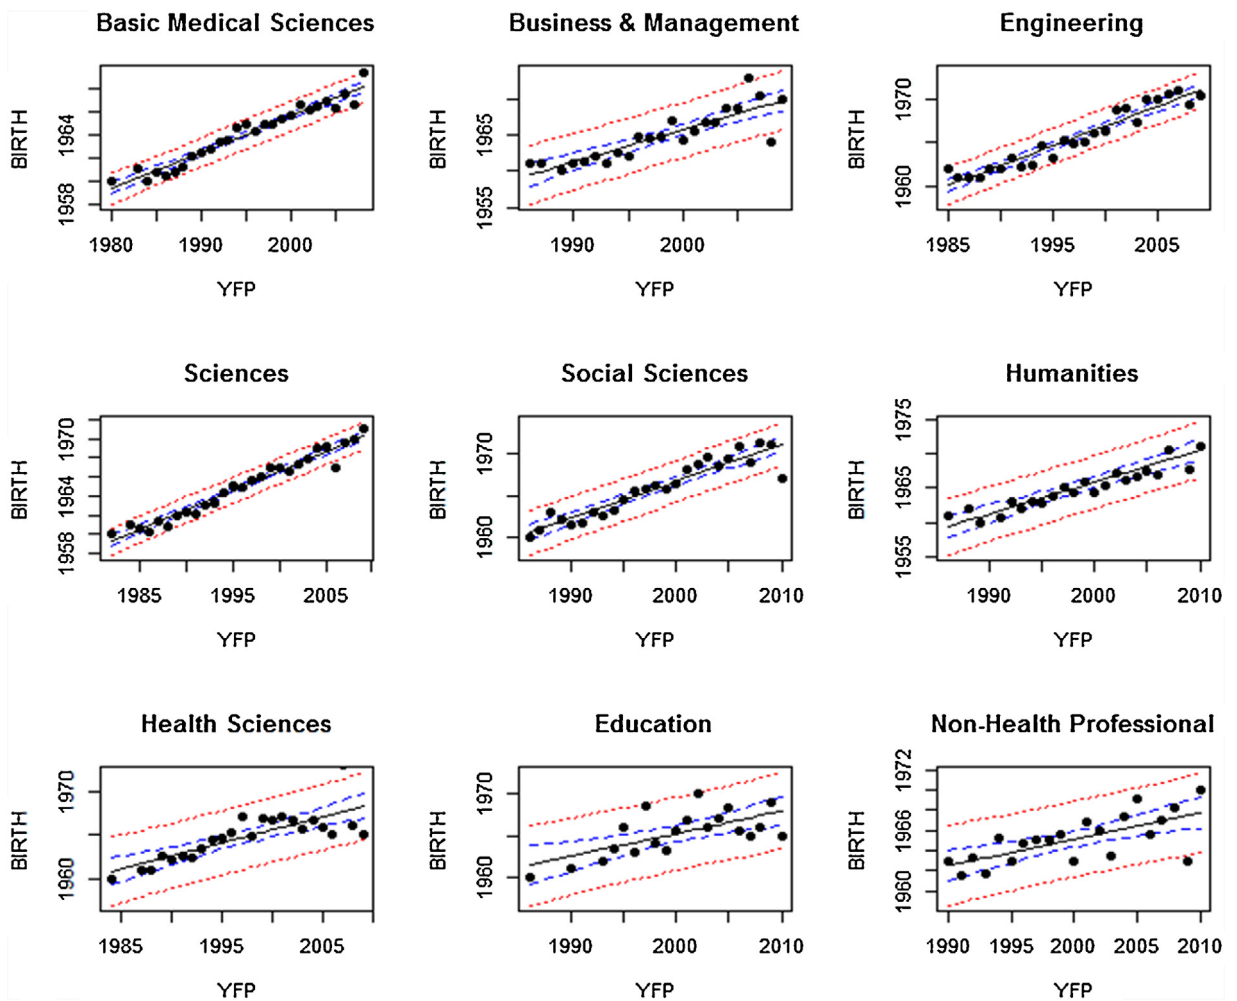 Basic Medical Sciences
BIRTH
1958
1964
1980
1990
2000
YFP
Business & Management
BIRTH
1955
1965
1990
2000
YFP
Engineering
BIRTH
1960
1970
1985
1995
2005
YFP
Sciences
BIRTH
1958
1964
1970
1985
1995
2005
YFP
Social Sciences
BIRTH
1960
1970
1990
2000
2010
YFP
Humanities
BIRTH
1955
1965
1975
1990
2000
2010
YFP
Health Sciences
BIRTH
1960
1970
1985
1995
2005
YFP
Education
BIRTH
1960
1970
1990
2000
2010
YFP
Non-Health Professional
BIRTH
1960
1966
1972
1990
1995
2000
2005
2010
YFP